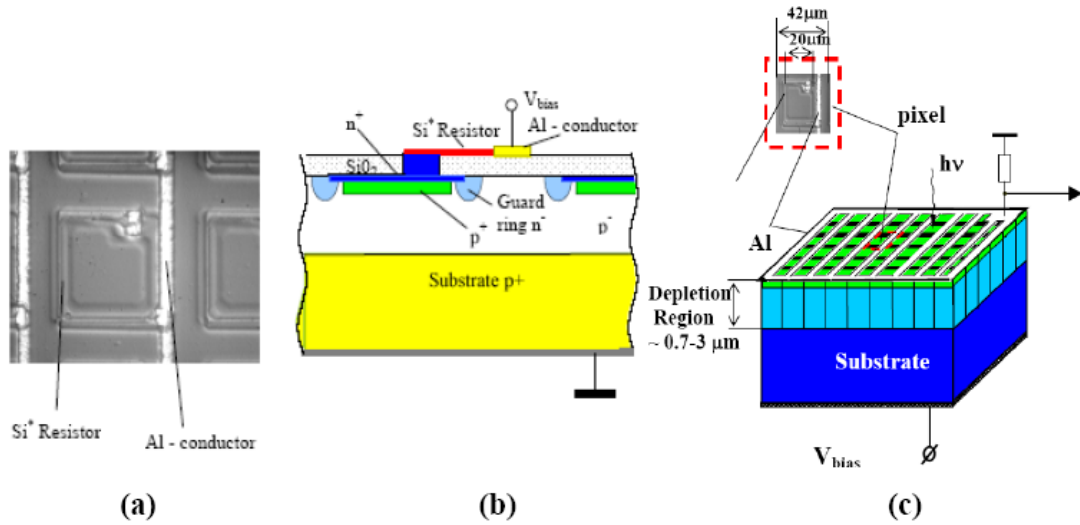 Si⁺ Resistor
Al - conductor
(a)
V_bias
n⁺
Si⁺ Resistor
Al - conductor
SiO₂
Guard
ring n⁻
p⁺
p⁻
Substrate p+
(b)
42μm
20μm
pixel
hν
Al
Depletion
Region
~ 0.7-3 μm
Substrate
V_bias
(c)